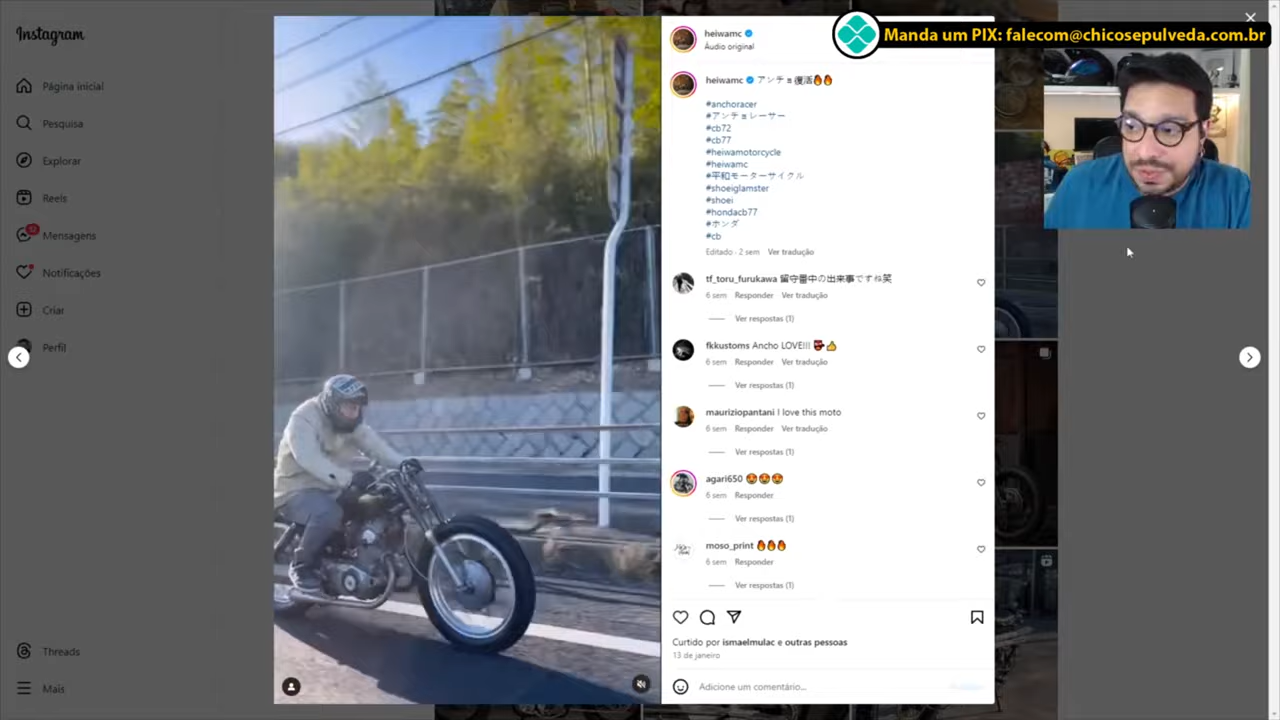 Instagram
Página inicial
Pesquisa
Explorar
Reels
52
Mensagens
Notificações
Criar
Perfil
Threads
Mais
heiwamc
Áudio original
Manda um PIX: falecom@chicosepulveda.com.br
heiwamc アンチョ復活🔥🔥
#anchoracer
#アンチョレーサー
#cb72
#cb77
#heiwamotorcycle
#heiwamc
#平和モーターサイクル
#shoeiglamster
#shoei
#hondacb77
#ホンダ
#cb
Editado · 2 sem Ver tradução
tf_toru_furukawa 留守番中の出来事ですね笑
6 sem Responder Ver tradução
Ver respostas (1)
fkkustoms Ancho LOVE!!! 👍
6 sem Responder Ver tradução
Ver respostas (1)
mauriziopantani I love this moto
6 sem Responder Ver tradução
Ver respostas (1)
agari650 😍😍😍
6 sem Responder
Ver respostas (1)
moso_print 🔥🔥🔥
6 sem Responder
Ver respostas (1)
Curtido por ismaelmulac e outras pessoas
13 de janeiro
Adicione um comentário...